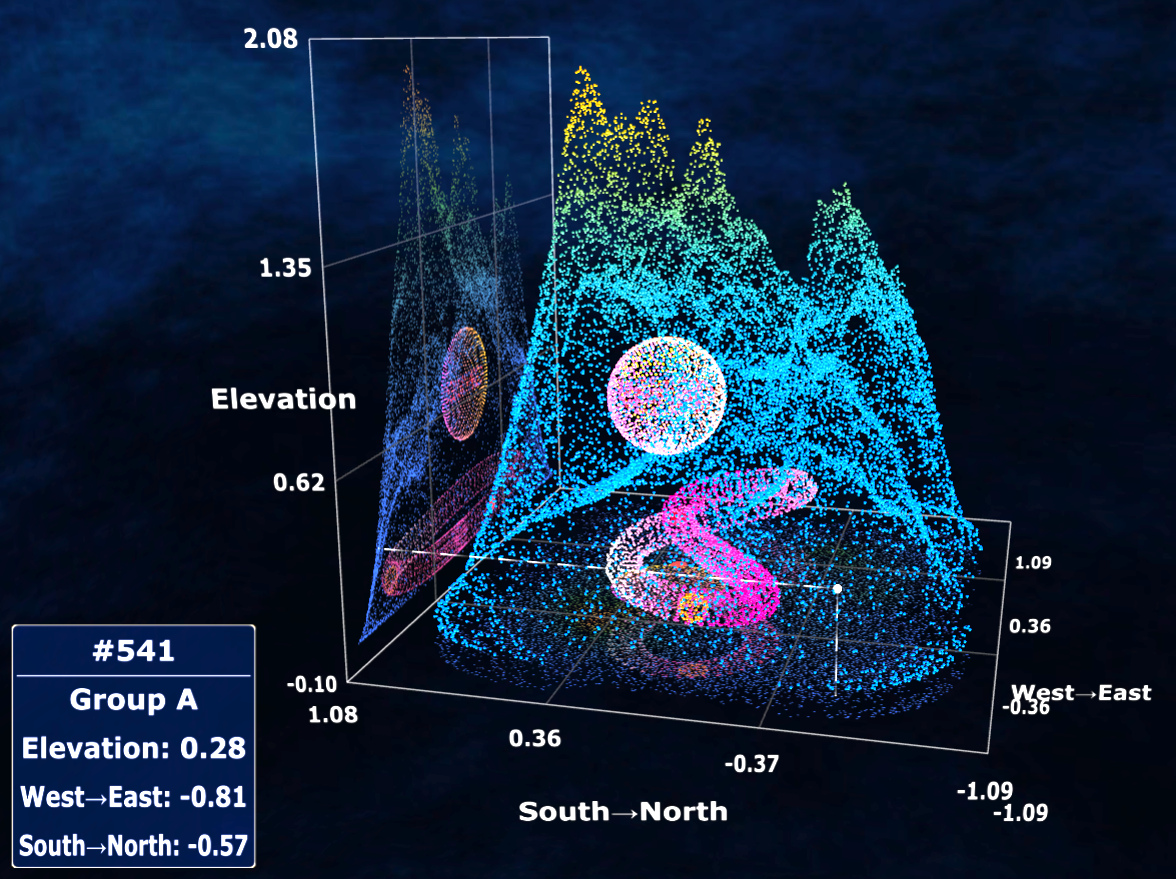 2.08
1.35
Elevation
0.62
-0.10
1.08
0.36
-0.37
-1.09
-1.09
South→North
1.09
0.36
-0.36
West→East
#541
Group A
Elevation: 0.28
West→East: -0.81
South→North: -0.57